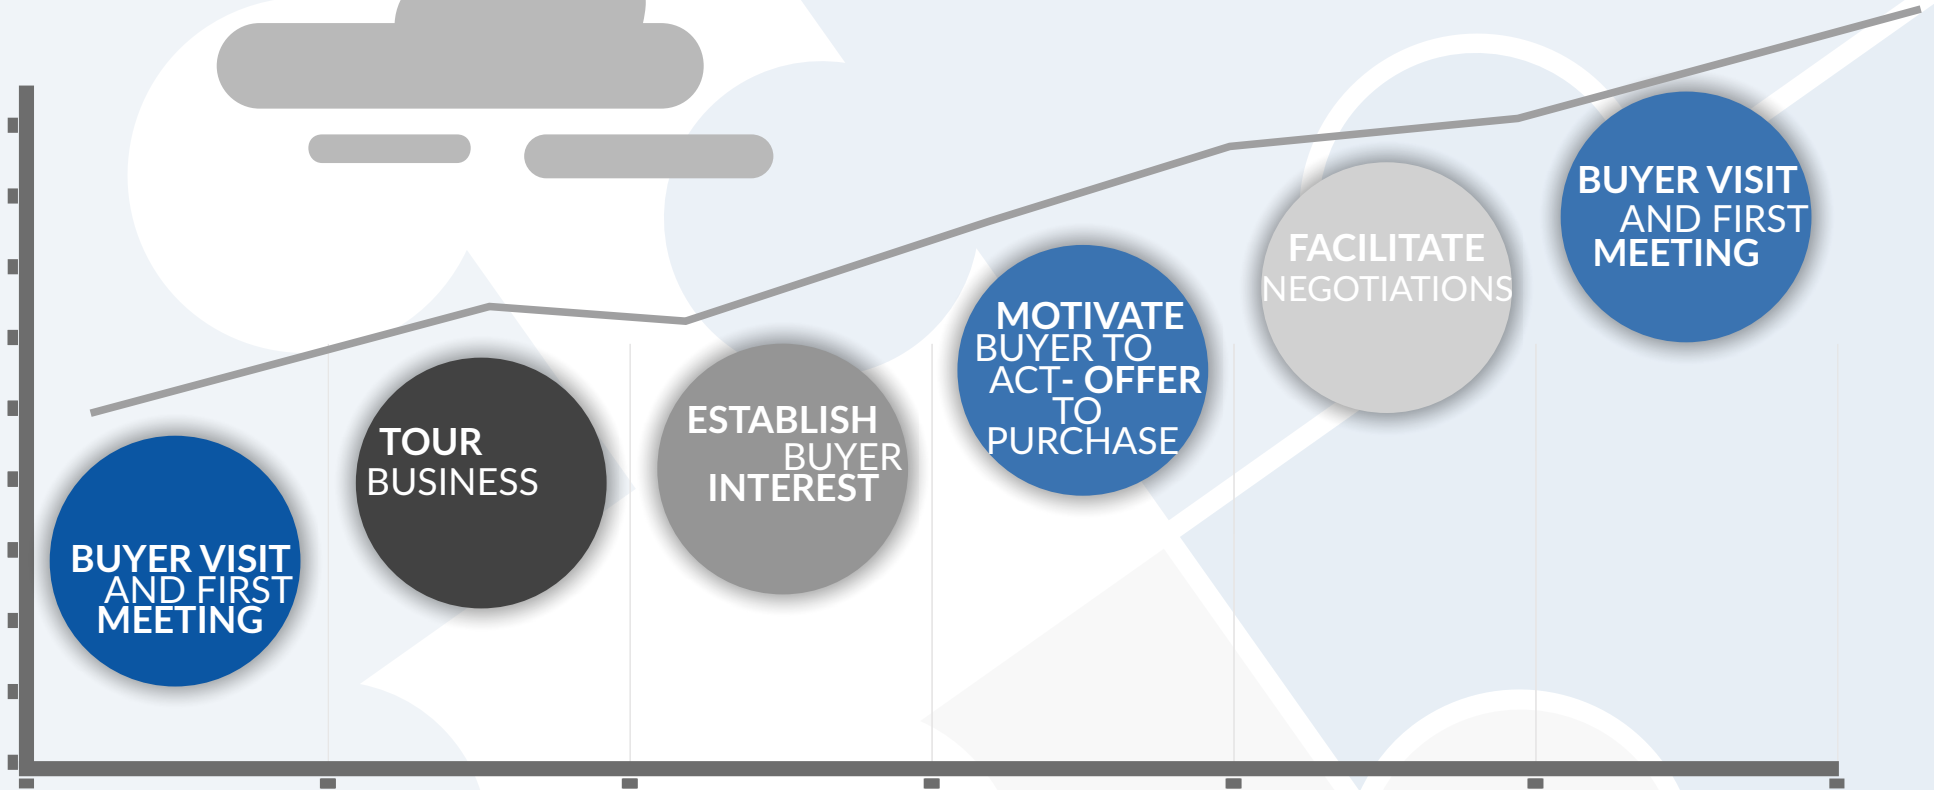 BUYER VISIT
AND FIRST
MEETING
TOUR
BUSINESS
ESTABLISH
BUYER
INTEREST
MOTIVATE
BUYER TO
ACT- OFFER
TO
PURCHASE
FACILITATE
NEGOTIATIONS
BUYER VISIT
AND FIRST
MEETING